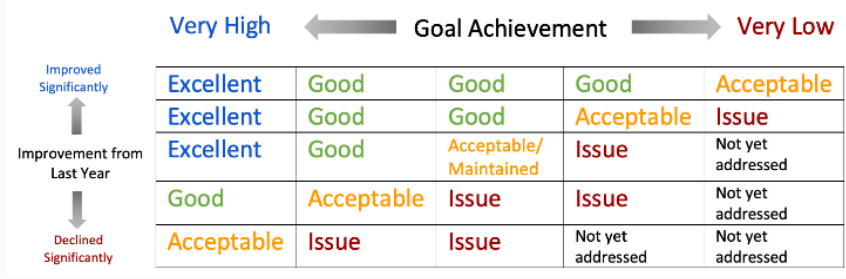 Very High Goal Achievement Very Low
Improved
Significantly
Excellent Good Good Good Acceptable
Excellent Good Good Acceptable Issue
Improvement from
Last Year
Excellent Good Acceptable/
Maintained Issue Not yet
addressed
Good Acceptable Issue Issue Not yet
addressed
Declined
Significantly
Acceptable Issue Issue Not yet
addressed Not yet
addressed